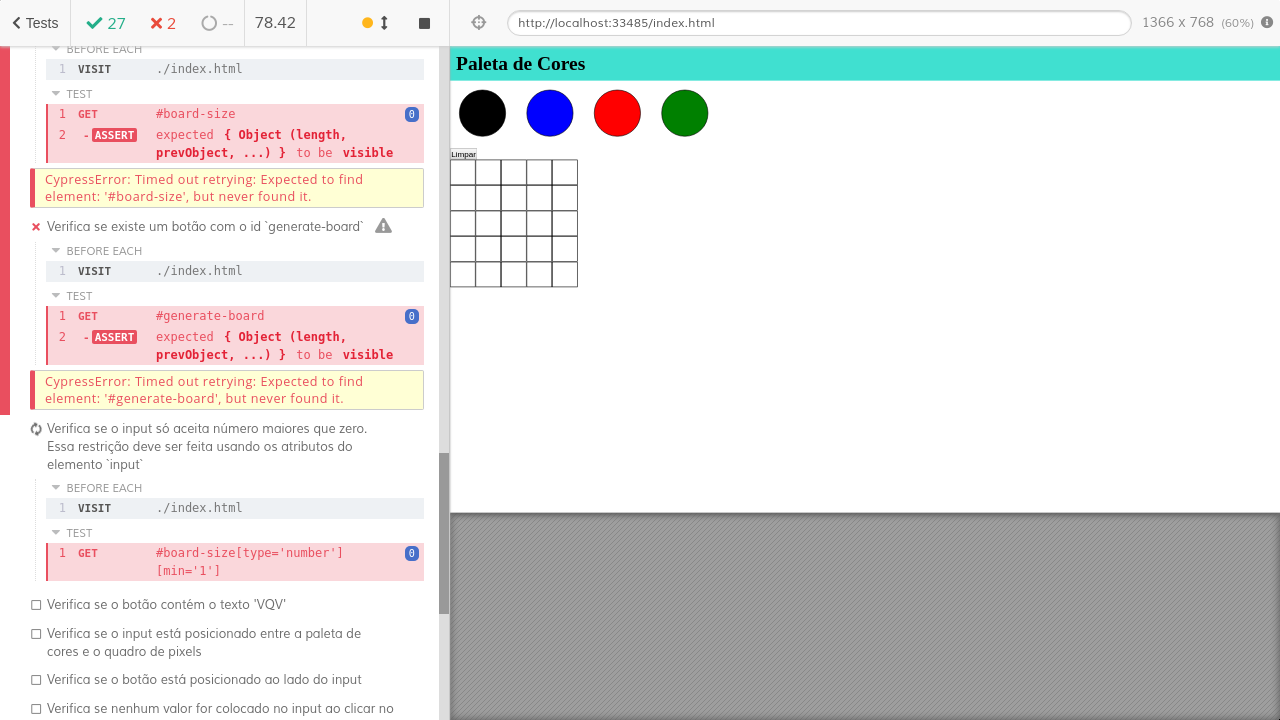 Tests
27
2
--
78.42
http://localhost:33485/index.html
1366 x 768 (60%)
BEFORE EACH
1 VISIT ./index.html
TEST
1 GET #board-size 0
2 -ASSERT expected { Object (length,
prevObject, ...) } to be visible
CypressError: Timed out retrying: Expected to find
element: '#board-size', but never found it.
Verifica se existe um botão com o id `generate-board`
BEFORE EACH
1 VISIT ./index.html
TEST
1 GET #generate-board 0
2 -ASSERT expected { Object (length,
prevObject, ...) } to be visible
CypressError: Timed out retrying: Expected to find
element: '#generate-board', but never found it.
Verifica se o input só aceita número maiores que zero.
Essa restrição deve ser feita usando os atributos do
elemento `input`
BEFORE EACH
1 VISIT ./index.html
TEST
1 GET #board-size[type='number'] 0
[min='1']
Verifica se o botão contém o texto 'VQV'
Verifica se o input está posicionado entre a paleta de
cores e o quadro de pixels
Verifica se o botão está posicionado ao lado do input
Verifica se nenhum valor for colocado no input ao clicar no
Paleta de Cores
Limpar